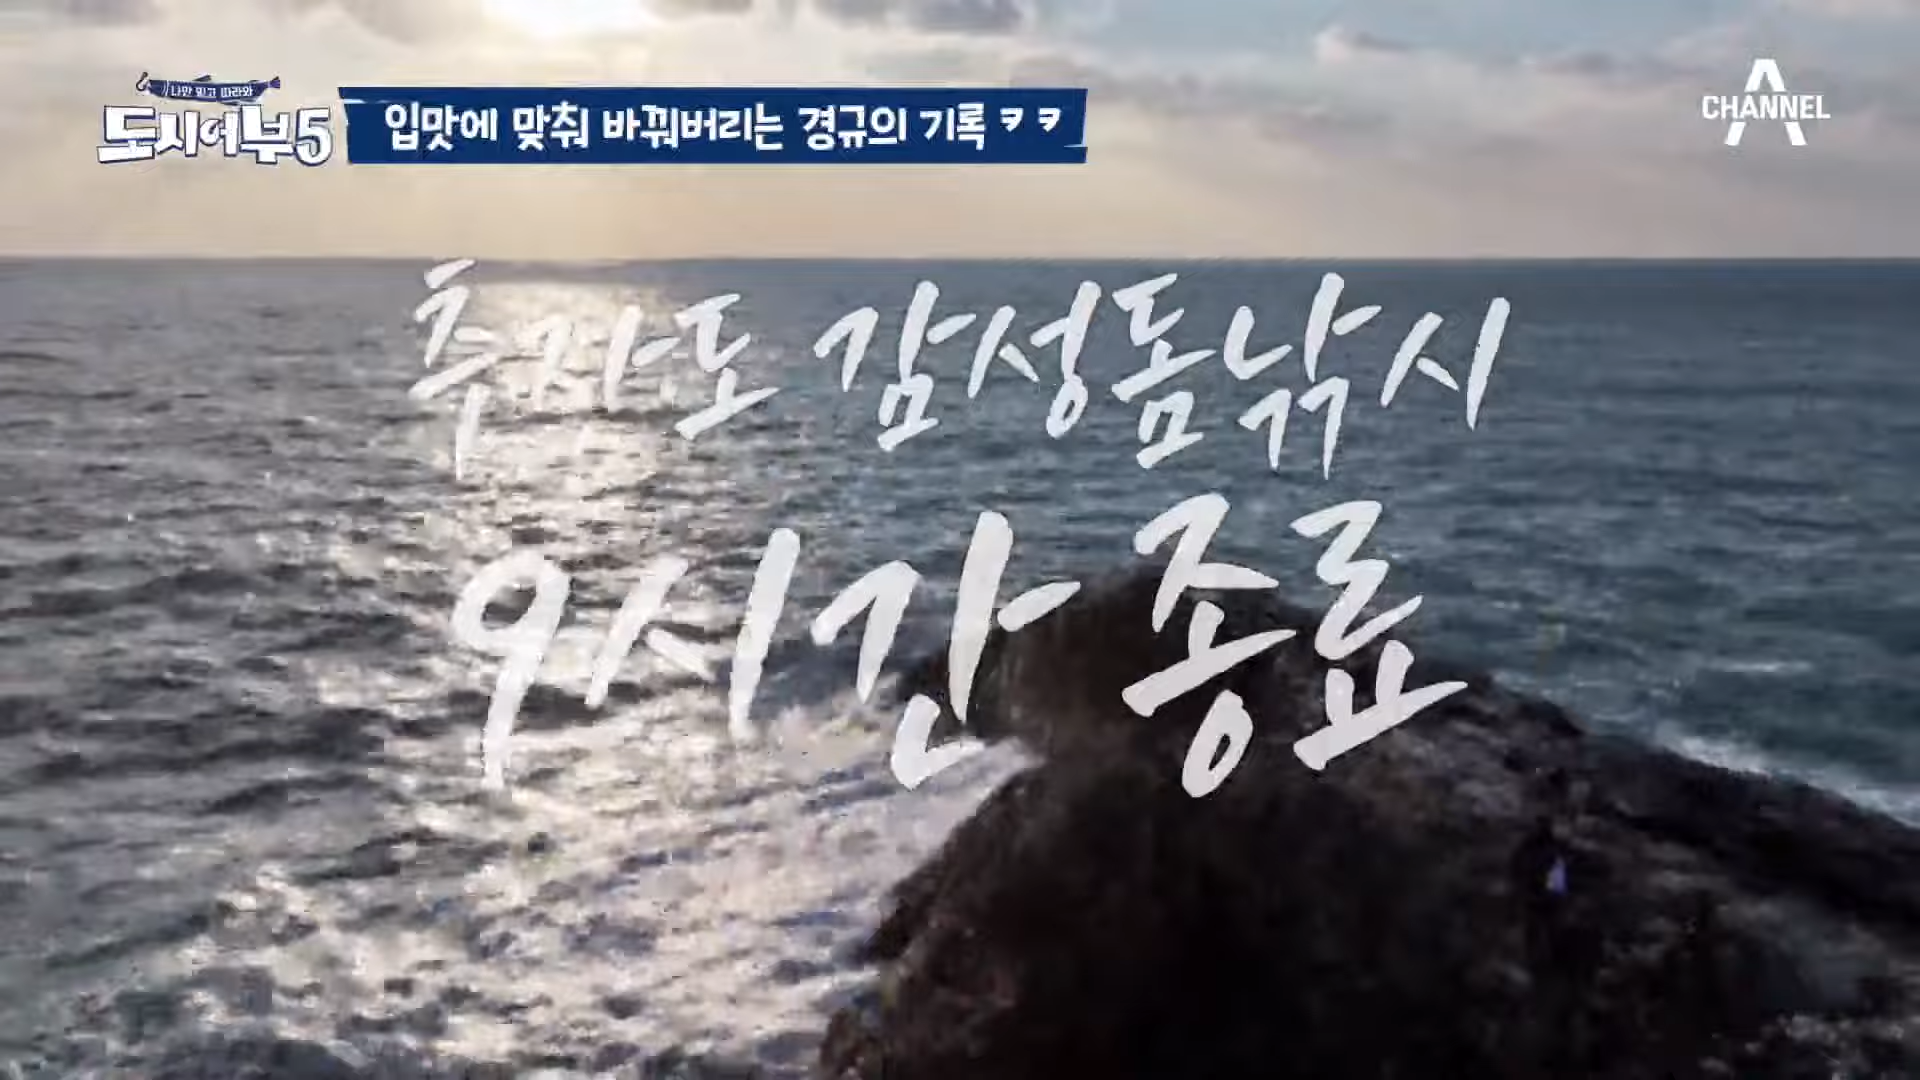 나만 믿고 따라와
도시어부5
입맛에 맞춰 바꿔버리는 경규의 기록 ㅋㅋ
CHANNEL A
추자도 감성돔낚시
9시간 종료